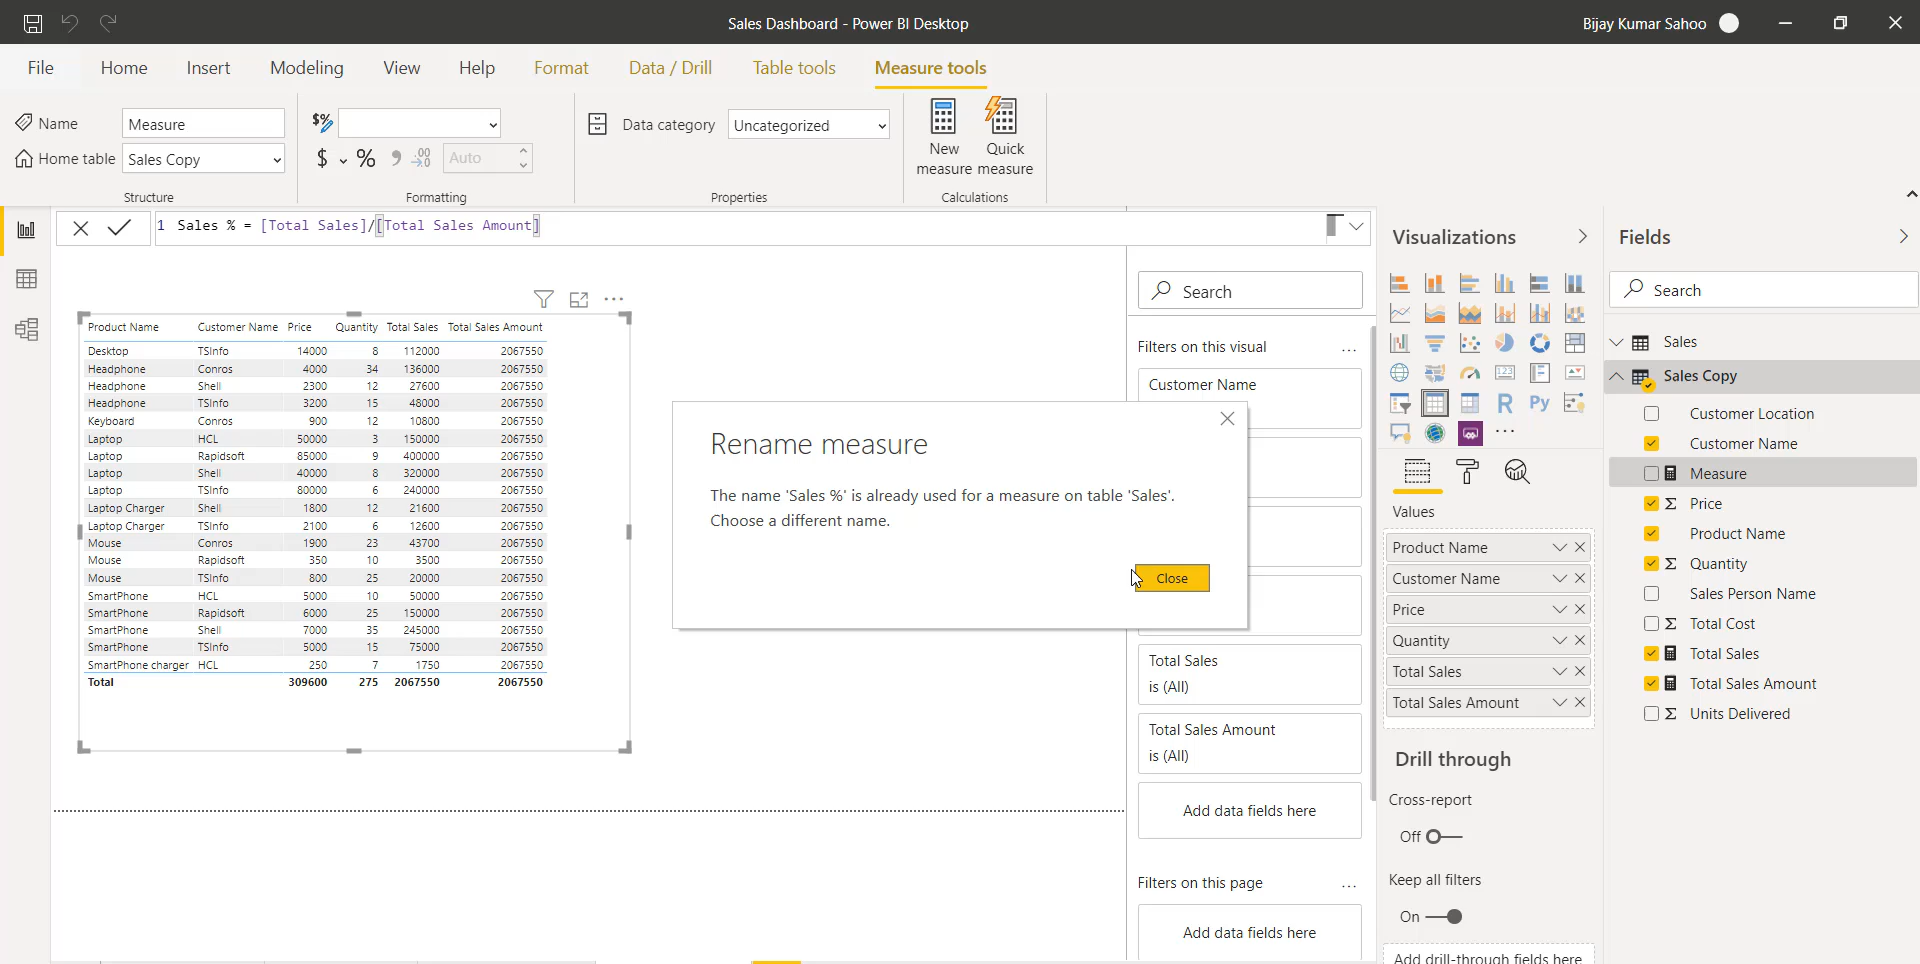 Sales Dashboard - Power BI Desktop
Bijay Kumar Sahoo
File Home Insert Modeling View Help Format Data / Drill Table tools Measure tools
Name Measure
Home table Sales Copy
Structure
$ % Auto
Formatting
Data category Uncategorized
Properties
New measure
Quick measure
Calculations
1 Sales % = [Total Sales]/[Total Sales Amount]
Product Name Customer Name Price Quantity Total Sales Total Sales Amount
Desktop TSInfo 14000 8 112000 2067550
Headphone Conros 4000 34 136000 2067550
Headphone Shell 2300 12 27600 2067550
Headphone TSInfo 3200 15 48000 2067550
Keyboard Conros 900 12 10800 2067550
Laptop HCL 50000 3 150000 2067550
Laptop Rapidsoft 85000 9 400000 2067550
Laptop Shell 40000 8 320000 2067550
Laptop TSInfo 80000 6 240000 2067550
Laptop Charger Shell 1800 12 21600 2067550
Laptop Charger TSInfo 2100 6 12600 2067550
Mouse Conros 1900 23 43700 2067550
Mouse Rapidsoft 350 10 3500 2067550
Mouse TSInfo 800 25 20000 2067550
SmartPhone HCL 5000 10 50000 2067550
SmartPhone Rapidsoft 6000 25 150000 2067550
SmartPhone Shell 7000 35 245000 2067550
SmartPhone TSInfo 5000 15 75000 2067550
SmartPhone charger HCL 250 7 1750 2067550
Total 309600 275 2067550 2067550
Rename measure
The name 'Sales %' is already used for a measure on table 'Sales'.
Choose a different name.
Close
Search
Filters on this visual ...
Customer Name
Total Sales
is (All)
Total Sales Amount
is (All)
Add data fields here
Filters on this page ...
Add data fields here
Visualizations
123
R Py
...
Values
Product Name
Customer Name
Price
Quantity
Total Sales
Total Sales Amount
Drill through
Cross-report
Off
Keep all filters
On
Add drill-through fields here
Fields
Search
Sales
Sales Copy
Customer Location
Customer Name
Measure
Σ Price
Product Name
Σ Quantity
Sales Person Name
Σ Total Cost
Total Sales
Total Sales Amount
Σ Units Delivered